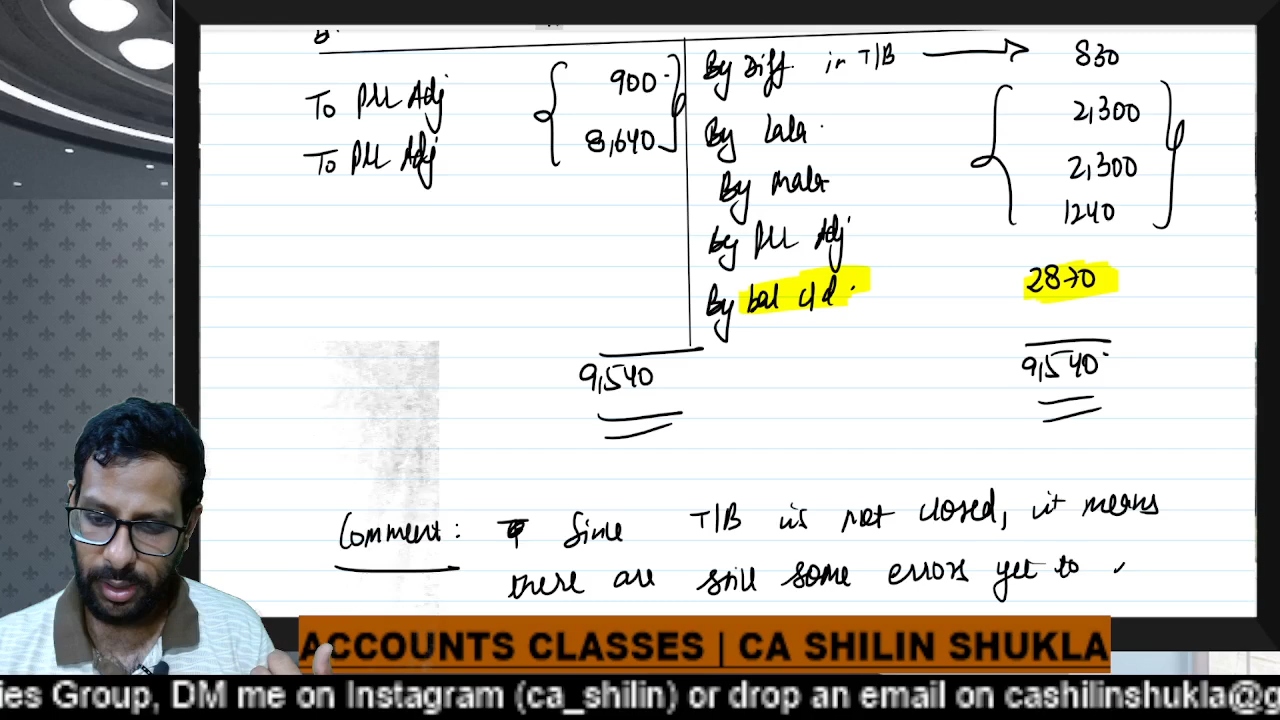 By Diff. in T/B → 830
To P/L Adj 900
By Lala 2,300
To P/L Adj 8,640
By Mala 2,300
By P/L Adj 1240
By bal c/d. 2870
9,540 9,540
Comment: Since T/B is not closed, it means
there are still some errors yet to
ACCOUNTS CLASSES | CA SHILIN SHUKLA
ies Group, DM me on Instagram (ca_shilin) or drop an email on cashilinshukla@g